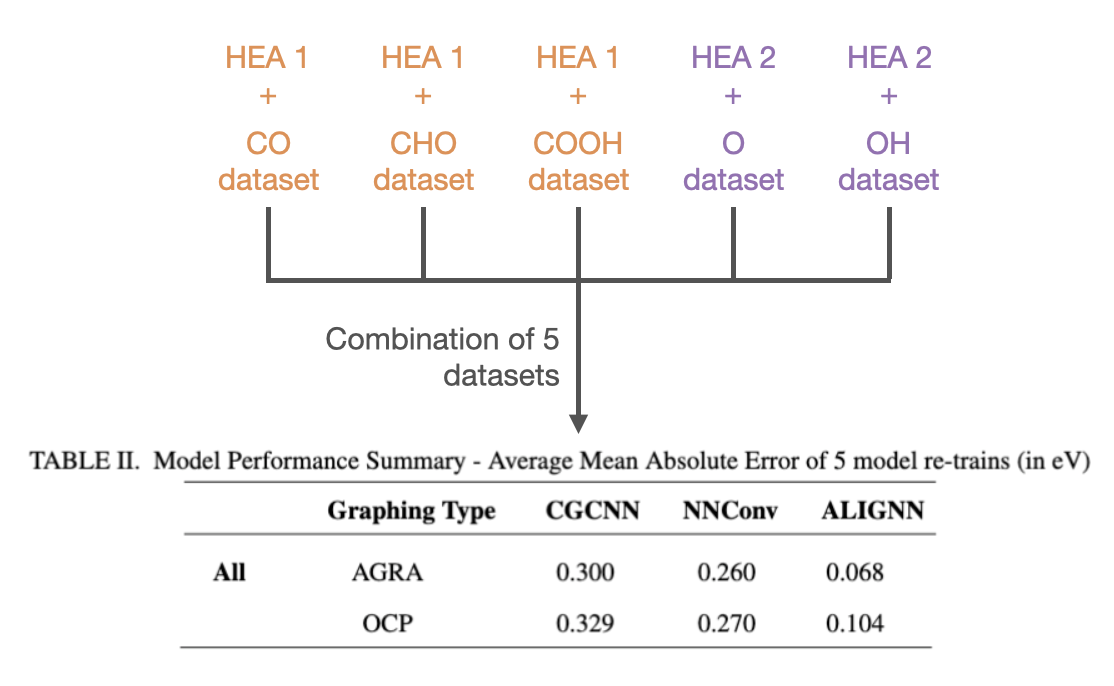 HEA 1 HEA 1 HEA 1 HEA 2 HEA 2
+ + + + +
CO CHO COOH O OH
dataset dataset dataset dataset dataset
Combination of 5
datasets
TABLE II. Model Performance Summary - Average Mean Absolute Error of 5 model re-trains (in eV)
Graphing Type CGCNN NNConv ALIGNN
All AGRA 0.300 0.260 0.068
OCP 0.329 0.270 0.104